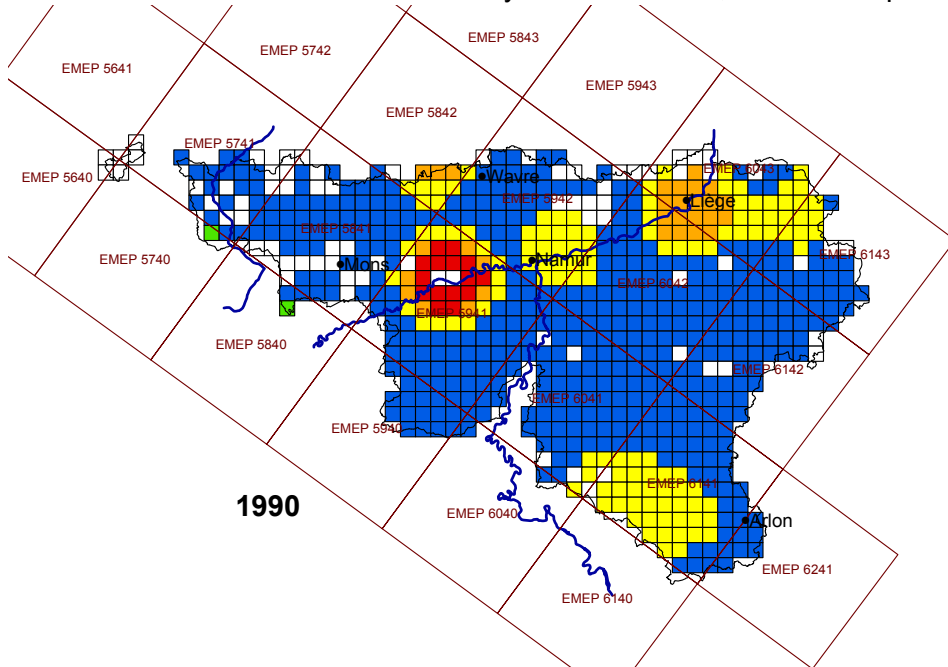 EMEP 5843
EMEP 5742
EMEP 5641
EMEP 5943
EMEP 5842
EMEP 5741
EMEP 5640
EMEP 5942
Wavre
Liège
EMEP 5841
EMEP 5740
Mons
Namur
EMEP 6143
EMEP 6042
EMEP 5941
EMEP 5840
EMEP 6142
EMEP 6041
EMEP 5940
EMEP 6141
1990
EMEP 6040
Arlon
EMEP 6241
EMEP 6140